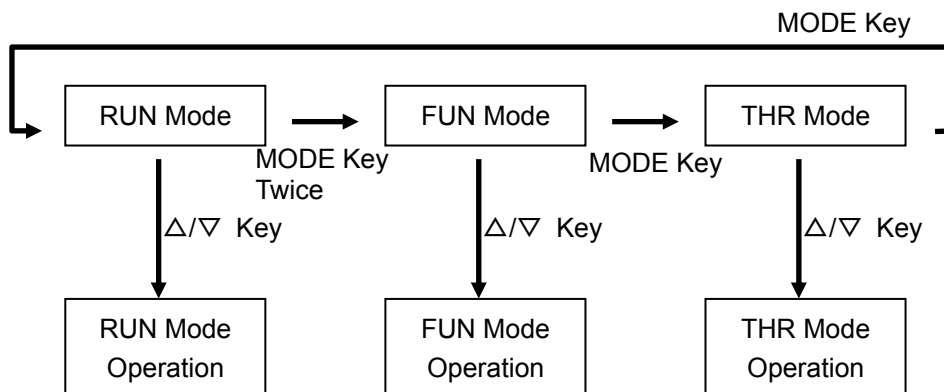 MODE Key
RUN Mode
FUN Mode
THR Mode
MODE Key
Twice
MODE Key
△/▽ Key
△/▽ Key
△/▽ Key
RUN Mode
Operation
FUN Mode
Operation
THR Mode
Operation